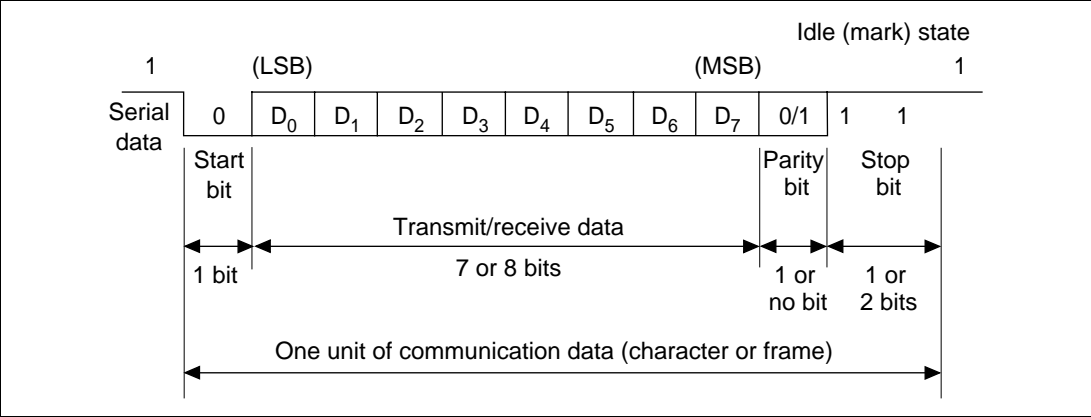 Idle (mark) state
1 (LSB) (MSB) 1
Serial data
0 D0 D1 D2 D3 D4 D5 D6 D7 0/1 1 1
Start bit
Parity bit
Stop bit
Transmit/receive data
1 bit
7 or 8 bits
1 or no bit
1 or 2 bits
One unit of communication data (character or frame)